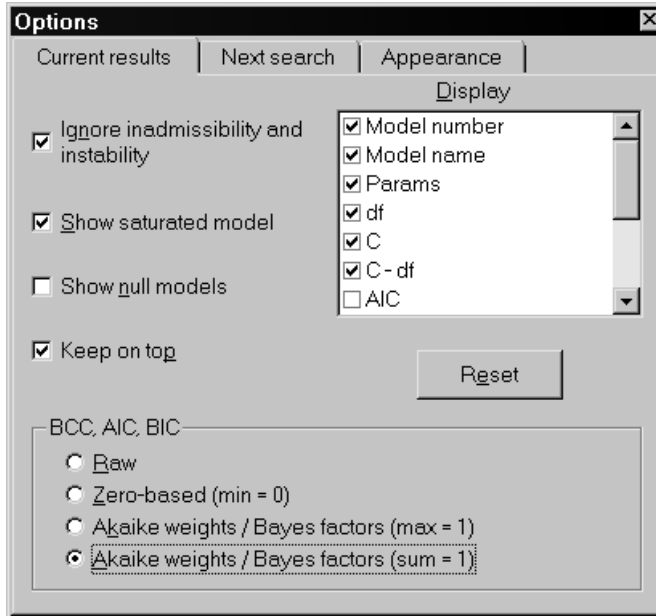 Options
Current results
Next search
Appearance
Display
Ignore inadmissibility and
instability
Show saturated model
Show null models
Keep on top
Model number
Model name
Params
df
C
C - df
AIC
Reset
BCC, AIC, BIC
Raw
Zero-based (min = 0)
Akaike weights / Bayes factors (max = 1)
Akaike weights / Bayes factors (sum = 1)